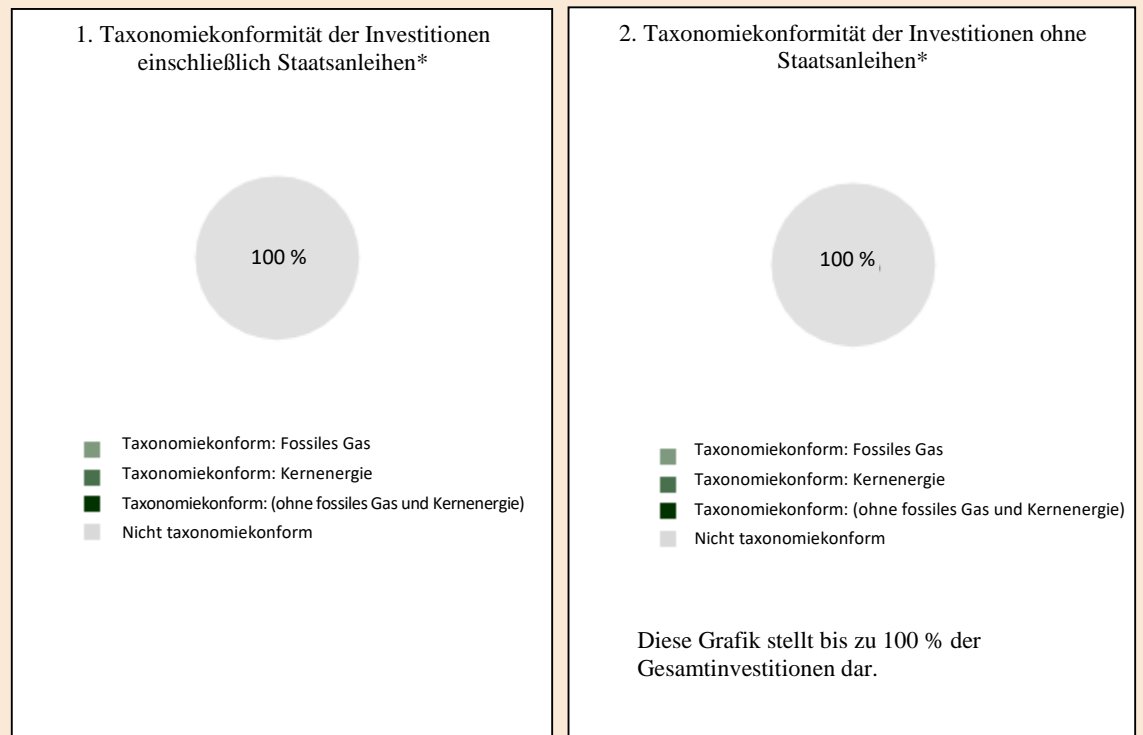 1. Taxonomiekonformität der Investitionen
einschließlich Staatsanleihen*
100 %
Taxonomiekonform: Fossiles Gas
Taxonomiekonform: Kernenergie
Taxonomiekonform: (ohne fossiles Gas und Kernenergie)
Nicht taxonomiekonform
2. Taxonomiekonformität der Investitionen ohne
Staatsanleihen*
100 %
Taxonomiekonform: Fossiles Gas
Taxonomiekonform: Kernenergie
Taxonomiekonform: (ohne fossiles Gas und Kernenergie)
Nicht taxonomiekonform
Diese Grafik stellt bis zu 100 % der
Gesamtinvestitionen dar.